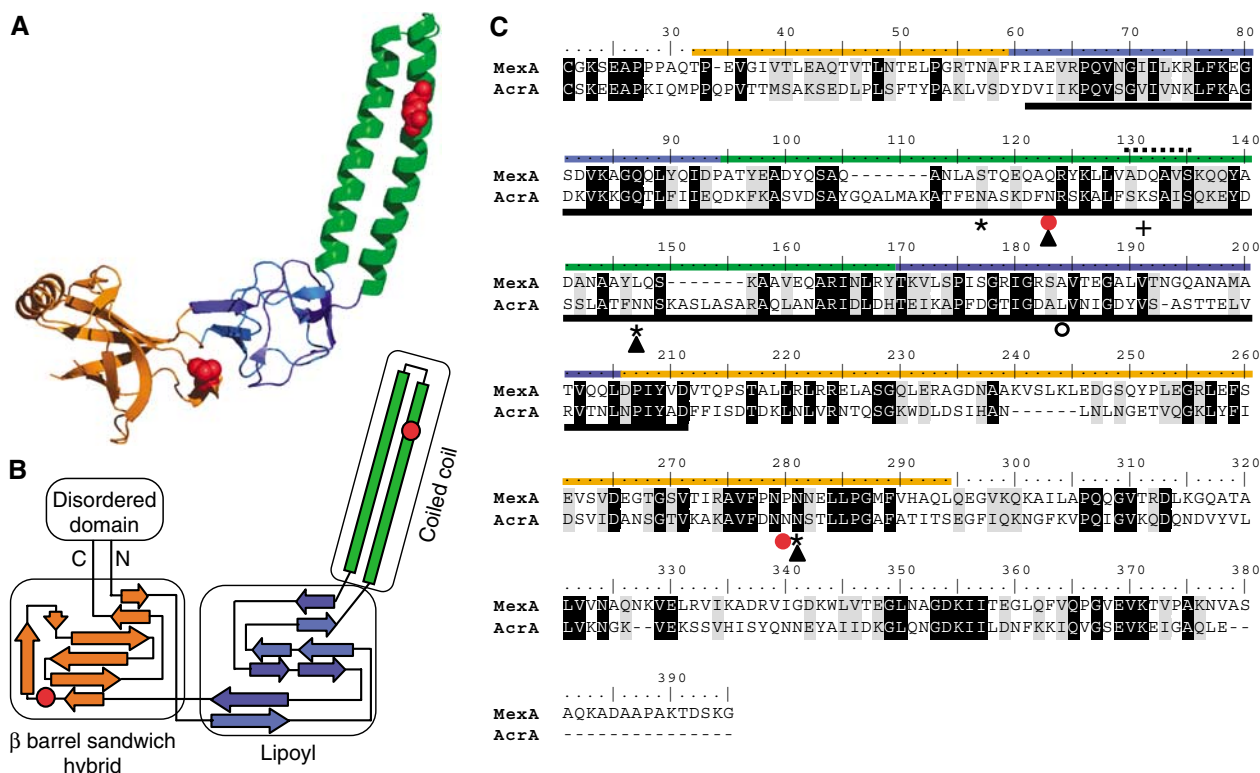 A
B
Disordered
domain
C N
Coiled coil
β barrel sandwich
hybrid
Lipoyl
C
30 40 50 60 70 80
MexA CGKSEAPPPAQTP-EVGIVTLEAQTVTLNTELPGRTNAFRIAEVRPQVNGIILKRLFKEG
AcrA CSKEEAPKIQMPPQPVTTMSAKSEDLPLSFTYPAKLVSDYDVIIKPQVSGVIVNKLFKAG
90 100 110 120 130 140
MexA SDVKAGQQLYQIDPATYEADYQSAQ-------ANLASTQEQAQRYKLLVADQAVSKQQYA
AcrA DKVKKGQTLFIIEQDKFKASVDSAYGQALMAKATFENASKDFNRSKALFSKSAISQKEYD
* +
150 160 170 180 190 200
MexA DANAAYLQS-------KAAVEQARINLRYTKVLSPISGRIGRSAVTEGALVTNGQANAMA
AcrA SSLATFNNSKASLASARAQLANARIDLDHTEIKAPFDGTIGDALVNIGDYVS-ASTTELV
*
210 220 230 240 250 260
MexA TVQQLDPIYVDVTQPSTALLRLRRELASGQLERAGDNAAKVSLKLEDGSQYPLEGRLEFS
AcrA RVTNLNPIYADFFISDTDKLNLVRNTQSGKWDLDSIHAN------LNLNGETVQGKLYFI
270 280 290 300 310 320
MexA EVSVDEGTGSVTIRAVFPNPNNELLPGMFVHAQLQEGVKQKAILAPQQGVTRDLKGQATA
AcrA DSVIDANSGTVKAKAVFDNNNSTLLPGAFATITSEGFIQKNGFKVPQIGVKQDQNDVYVL
*
330 340 350 360 370 380
MexA LVVNAQNKVELRVIKADRVIGDKWLVTEGLNAGDKIITEGLQFVQPGVEVKTVPAKNVAS
AcrA LVKNGK--VEKSSVHISYQNNEYAIIDKGLQNGDKIILDNFKKIQVGSEVKEIGAQLE--
390
MexA AQKADAAPAKTDSKG
AcrA ---------------